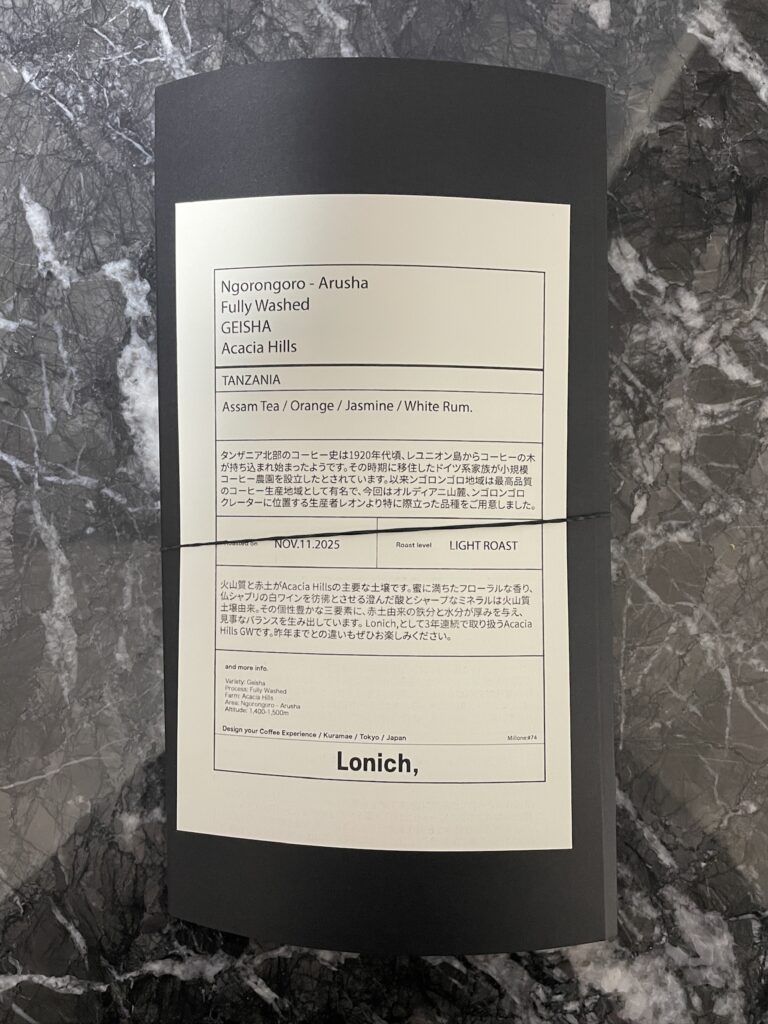 Ngorongoro - Arusha
Fully Washed
GEISHA
Acacia Hills
TANZANIA
Assam Tea / Orange / Jasmine / White Rum.
タンザニア北部のコーヒー史は1920年代頃、レユニオン島からコーヒーの木
が持ち込まれ始まったようです。その時期に移住したドイツ系家族が小規模
コーヒー農園を設立したとされています。以来ンゴロンゴロ地域は最高品質
のコーヒー生産地域として有名で、今回はオルディアニ山麓、ンゴロンゴロ
クレーターに位置する生産者レオンより特に際立った品種をご用意しました。
Roasted on NOV.11.2025 Roast level LIGHT ROAST
火山質と赤土がAcacia Hillsの主要な土壌です。蜜に満ちたフローラルな香り、
仏シャブリの白ワインを彷彿とさせる澄んだ酸とシャープなミネラルは火山質
土壌由来。その個性豊かな三要素に、赤土由来の鉄分と水分が厚みを与え、
見事なバランスを生み出しています。Lonich,として3年連続で取り扱うAcacia
Hills GWです。昨年までとの違いもぜひお楽しみください。
and more info.
Variety: Geisha
Process: Fully Washed
Farm: Acacia Hills
Area: Ngorongoro - Arusha
Altitude: 1,400-1,500m
Design your Coffee Experience / Kuramae / Tokyo / Japan
Milione#74
Lonich,